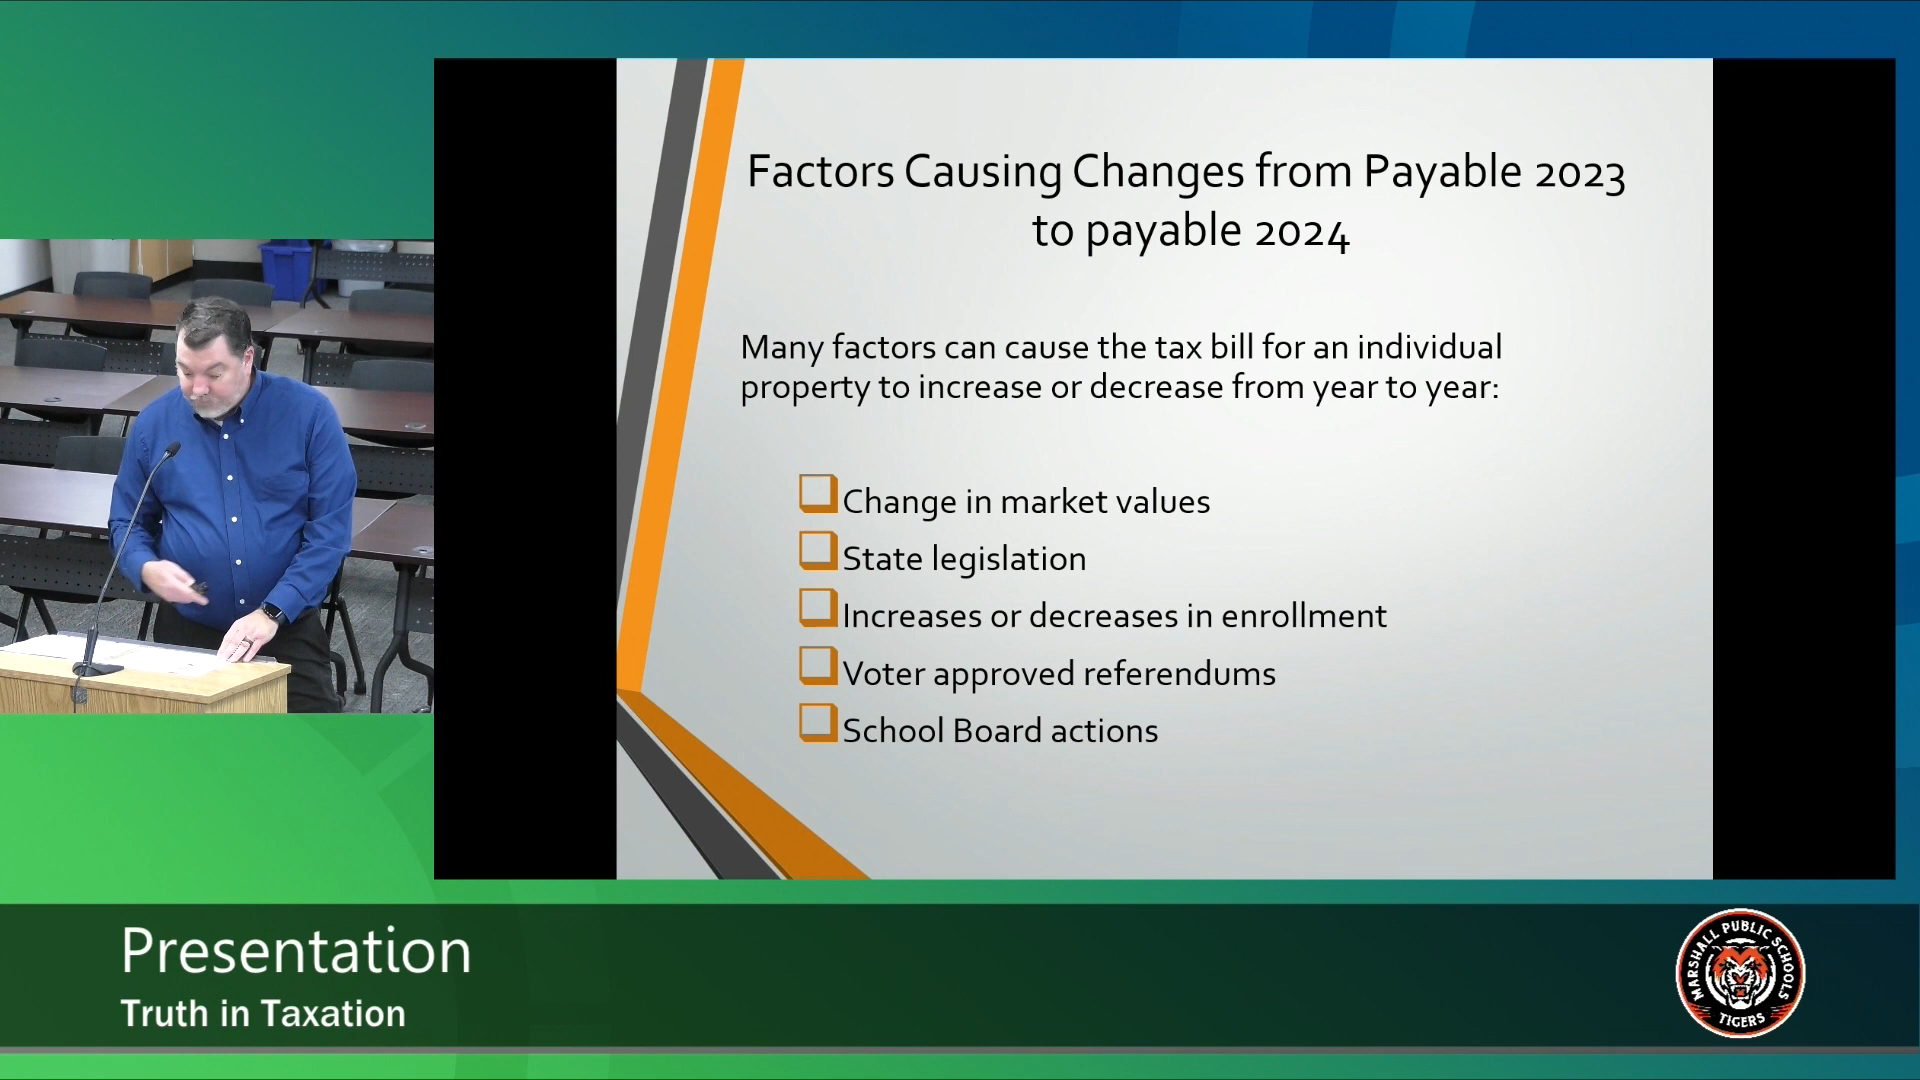 Factors Causing Changes from Payable 2023
to payable 2024
Many factors can cause the tax bill for an individual
property to increase or decrease from year to year:
Change in market values
State legislation
Increases or decreases in enrollment
Voter approved referendums
School Board actions
Presentation
Truth in Taxation
MARSHALL PUBLIC SCHOOLS
TIGERS